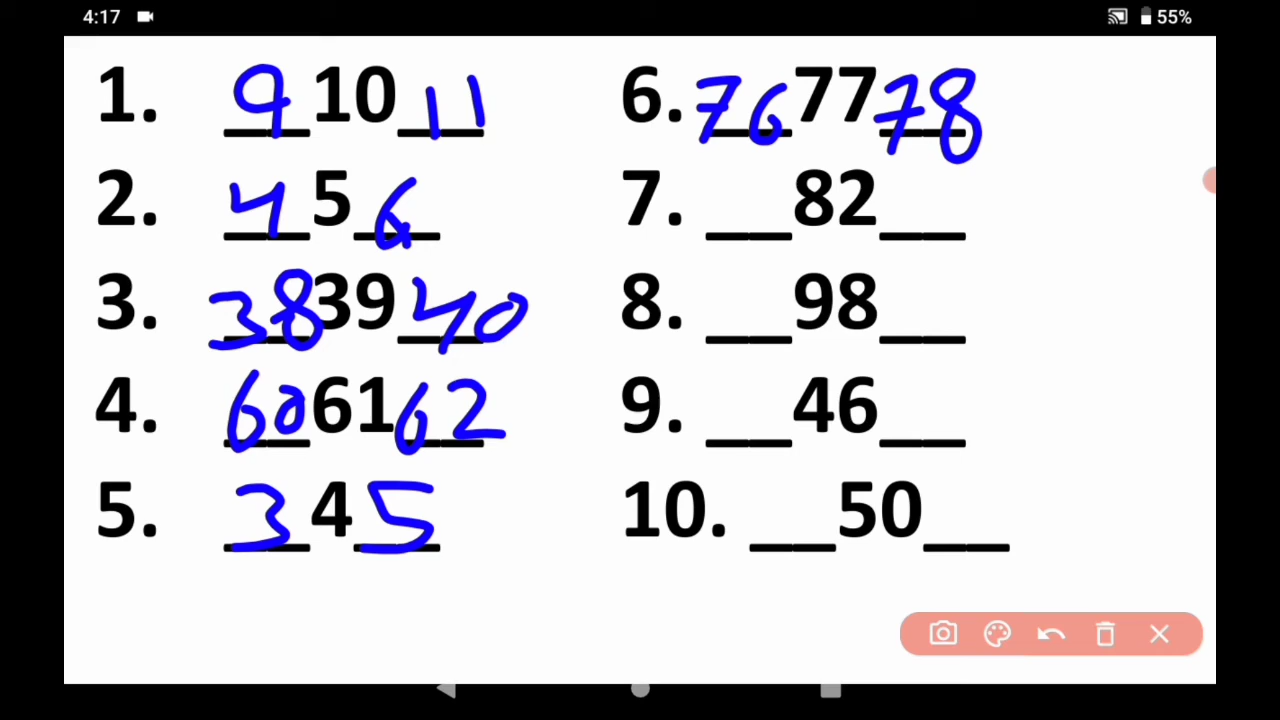 4:17 55%
1. 9 10 11
2. 4 5 6
3. 38 39 40
4. 60 61 62
5. 3 4 5
6. 76 77 78
7. __82__
8. __98__
9. __46__
10. __50__